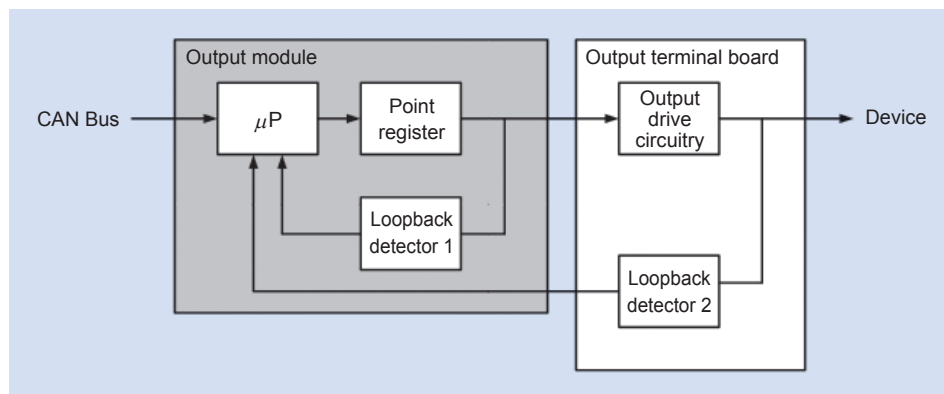 Output module
Output terminal board
CAN Bus
μP
Point
register
Output
drive
circuitry
Device
Loopback
detector 1
Loopback
detector 2